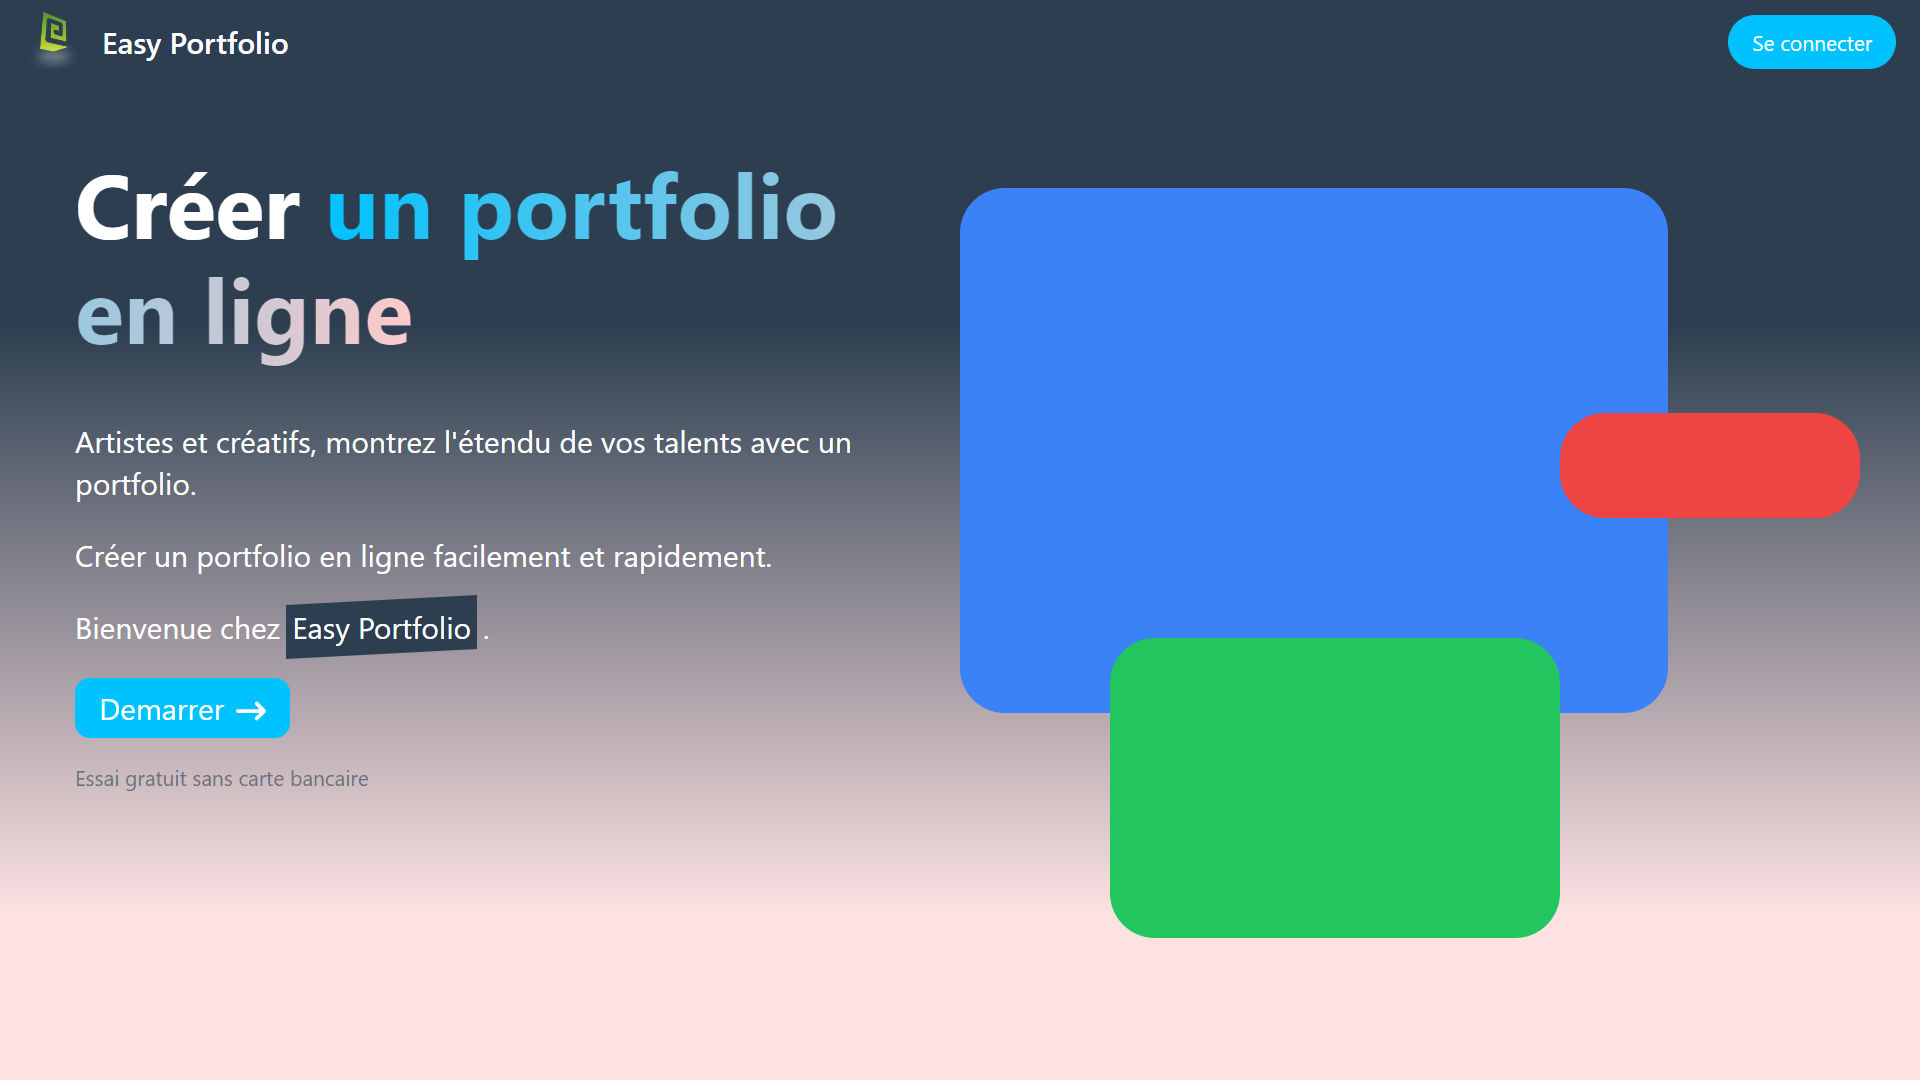 Easy Portfolio
Se connecter
Créer un portfolio
en ligne
Artistes et créatifs, montrez l'étendu de vos talents avec un
portfolio.
Créer un portfolio en ligne facilement et rapidement.
Bienvenue chez Easy Portfolio .
Demarrer →
Essai gratuit sans carte bancaire